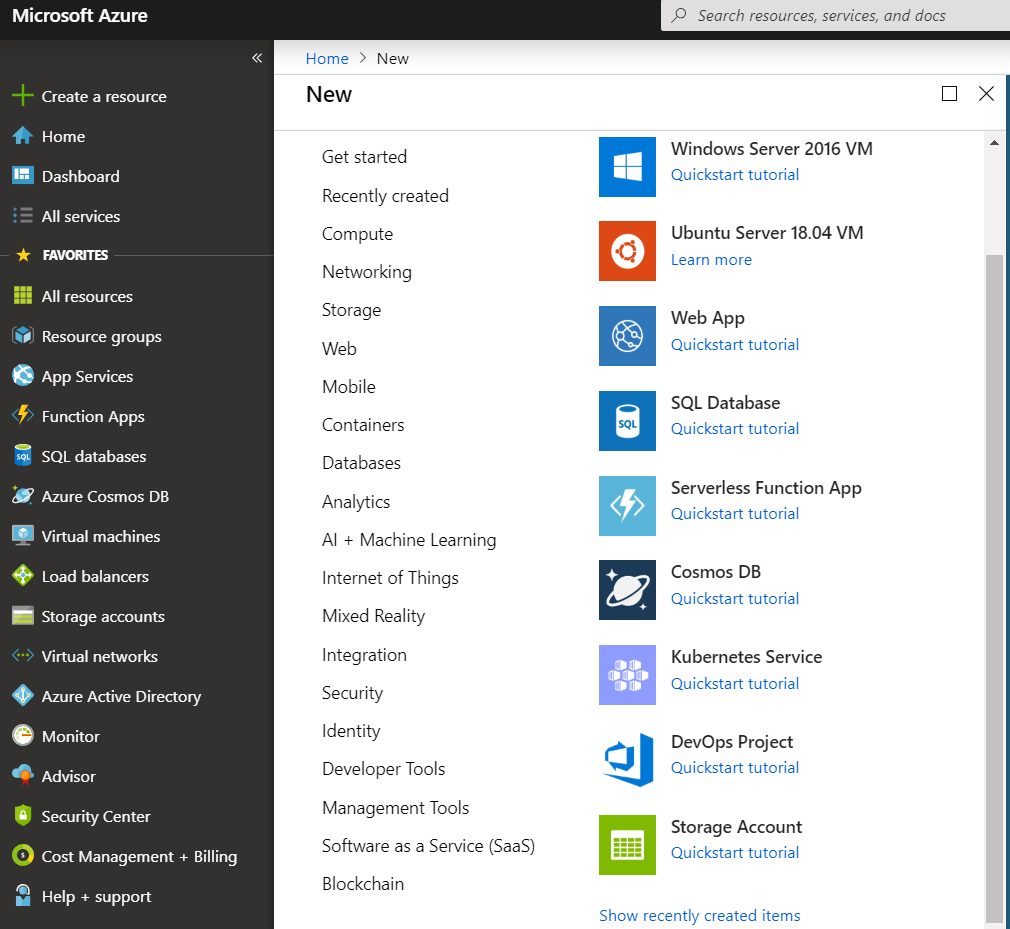 Microsoft Azure
Search resources, services, and docs
«
Create a resource
Home
Dashboard
All services
FAVORITES
All resources
Resource groups
App Services
Function Apps
SQL databases
Azure Cosmos DB
Virtual machines
Load balancers
Storage accounts
Virtual networks
Azure Active Directory
Monitor
Advisor
Security Center
Cost Management + Billing
Help + support
Home > New
New
Get started
Recently created
Compute
Networking
Storage
Web
Mobile
Containers
Databases
Analytics
AI + Machine Learning
Internet of Things
Mixed Reality
Integration
Security
Identity
Developer Tools
Management Tools
Software as a Service (SaaS)
Blockchain
Windows Server 2016 VM
Quickstart tutorial
Ubuntu Server 18.04 VM
Learn more
Web App
Quickstart tutorial
SQL
SQL Database
Quickstart tutorial
Serverless Function App
Quickstart tutorial
Cosmos DB
Quickstart tutorial
Kubernetes Service
Quickstart tutorial
DevOps Project
Quickstart tutorial
Storage Account
Quickstart tutorial
Show recently created items